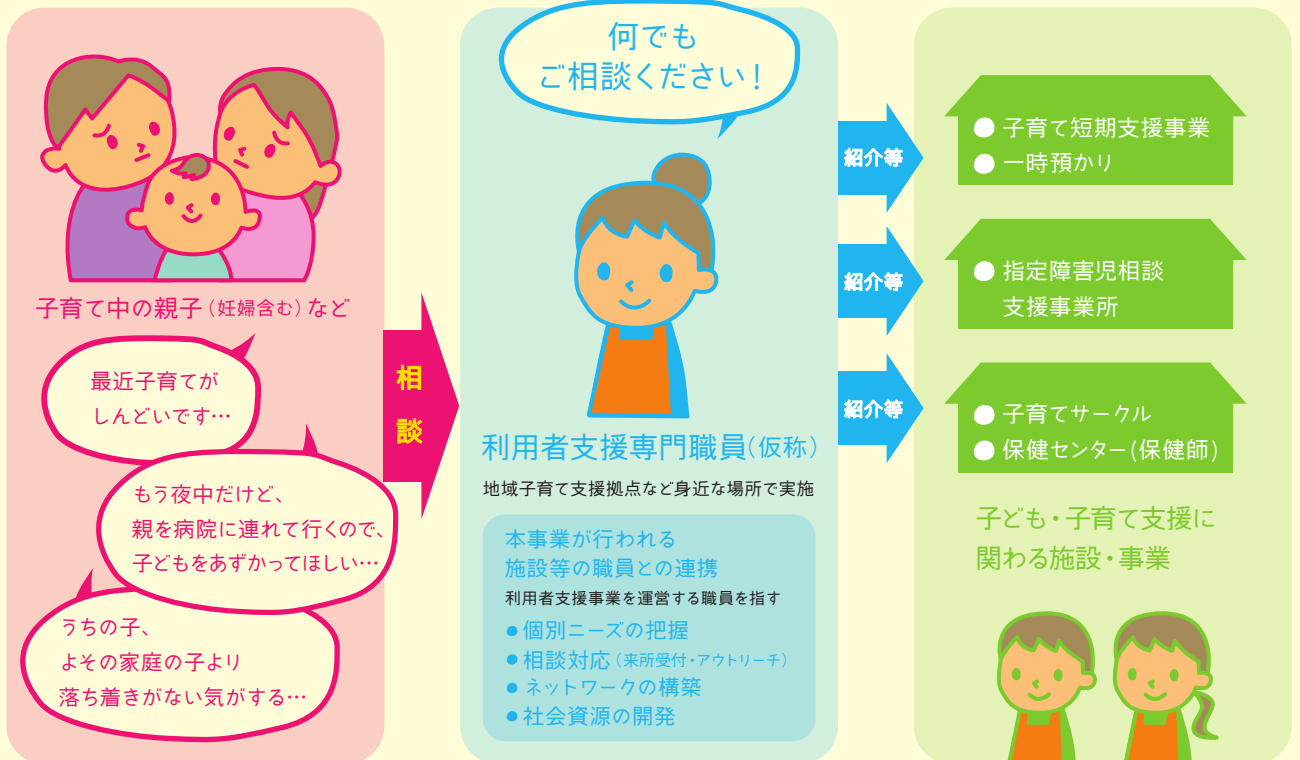 子育て中の親子（妊婦含む）など
最近子育てが
しんどいです…
もう夜中だけど、
親を病院に連れて行くので、
子どもをあずかってほしい…
うちの子、
よその家庭の子より
落ち着きがない気がする…
相
談
何でも
ご相談ください！
利用者支援専門職員（仮称）
地域子育て支援拠点など身近な場所で実施
本事業が行われる
施設等の職員との連携
利用者支援事業を運営する職員を指す
●個別ニーズの把握
●相談対応（来所受付・アウトリーチ）
●ネットワークの構築
●社会資源の開発
紹介等
紹介等
紹介等
●子育て短期支援事業
●一時預かり
●指定障害児相談
支援事業所
●子育てサークル
●保健センター（保健師）
子ども・子育て支援に
関わる施設・事業